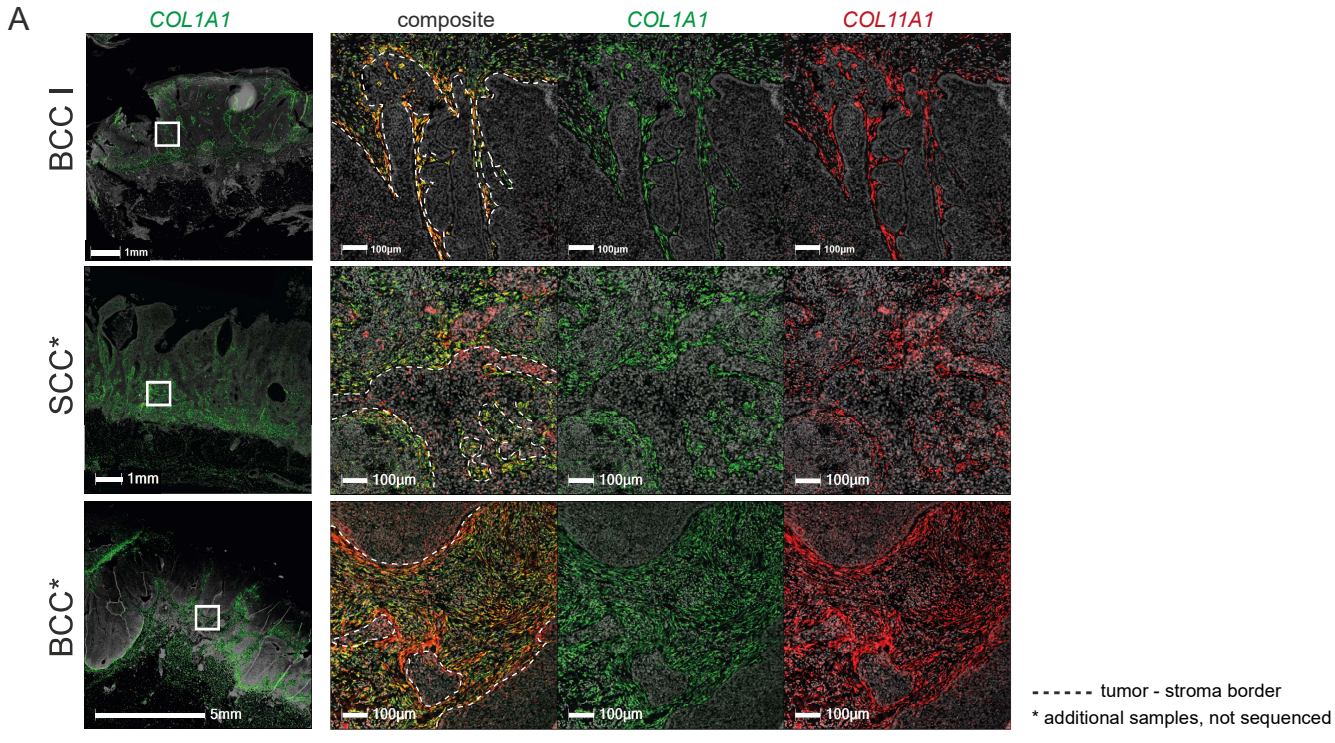 A
COL1A1 composite COL1A1 COL11A1
BCC I
1mm 100µm 100µm 100µm
SCC*
1mm 100µm 100µm 100µm
BCC*
5mm 100µm 100µm 100µm
tumor - stroma border
* additional samples, not sequenced